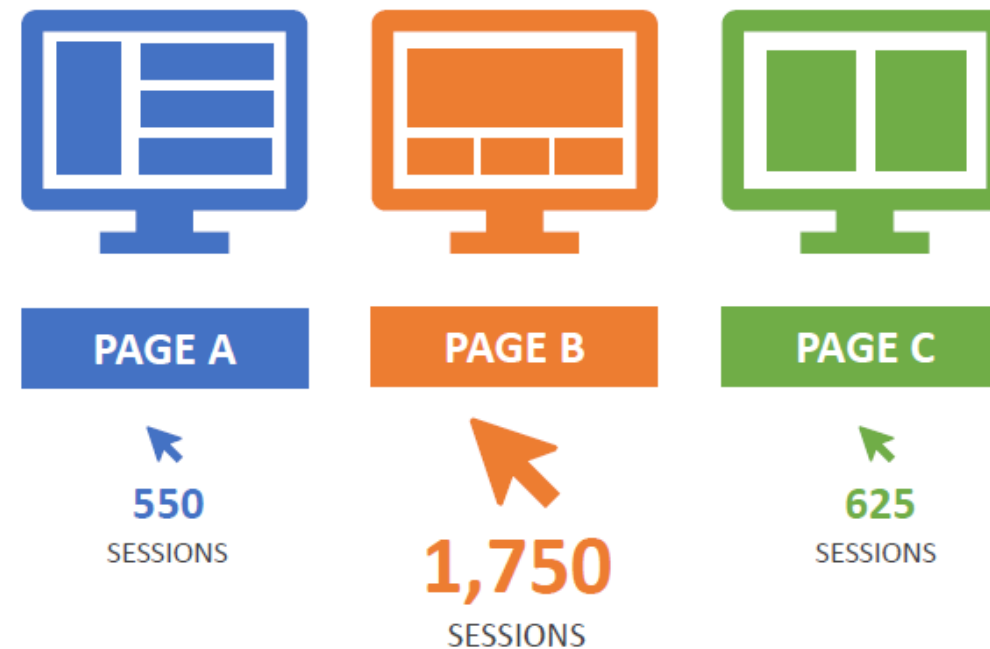 PAGE A
PAGE B
PAGE C
550
SESSIONS
1,750
SESSIONS
625
SESSIONS